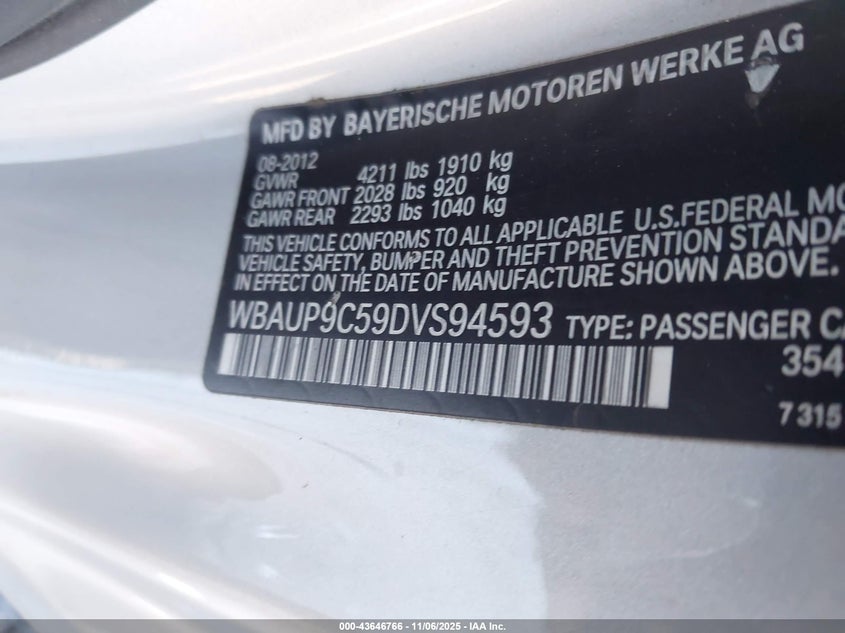 MFD BY BAYERISCHE MOTOREN WERKE AG
08-2012
GVWR 4211 lbs 1910 kg
GAWR FRONT 2028 lbs 920 kg
GAWR REAR 2293 lbs 1040 kg
THIS VEHICLE CONFORMS TO ALL APPLICABLE U.S.FEDERAL MO
VEHICLE SAFETY, BUMPER AND THEFT PREVENTION STANDA
IN EFFECT ON THE DATE OF MANUFACTURE SHOWN ABOVE.
WBAUP9C59DVS94593 TYPE: PASSENGER CA
354
7 315
000-43646766 - 11/06/2025 - IAA Inc.